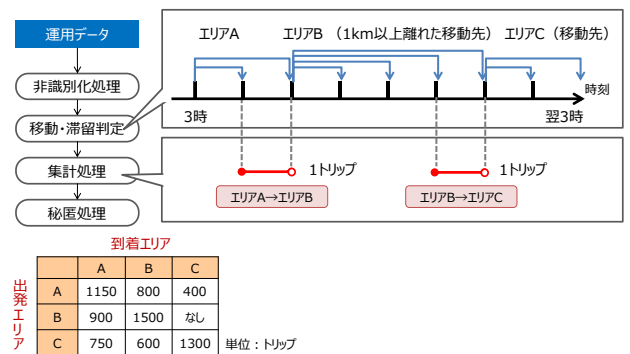 運用データ
非識別化処理
移動・滞留判定
集計処理
秘匿処理
エリアA
エリアB (1km以上離れた移動先)
エリアC (移動先)
時刻
3時
翌3時
1トリップ
1トリップ
エリアA→エリアB
エリアB→エリアC
到着エリア
出発エリア
A B C
A 1150 800 400
B 900 1500 なし
C 750 600 1300
単位:トリップ